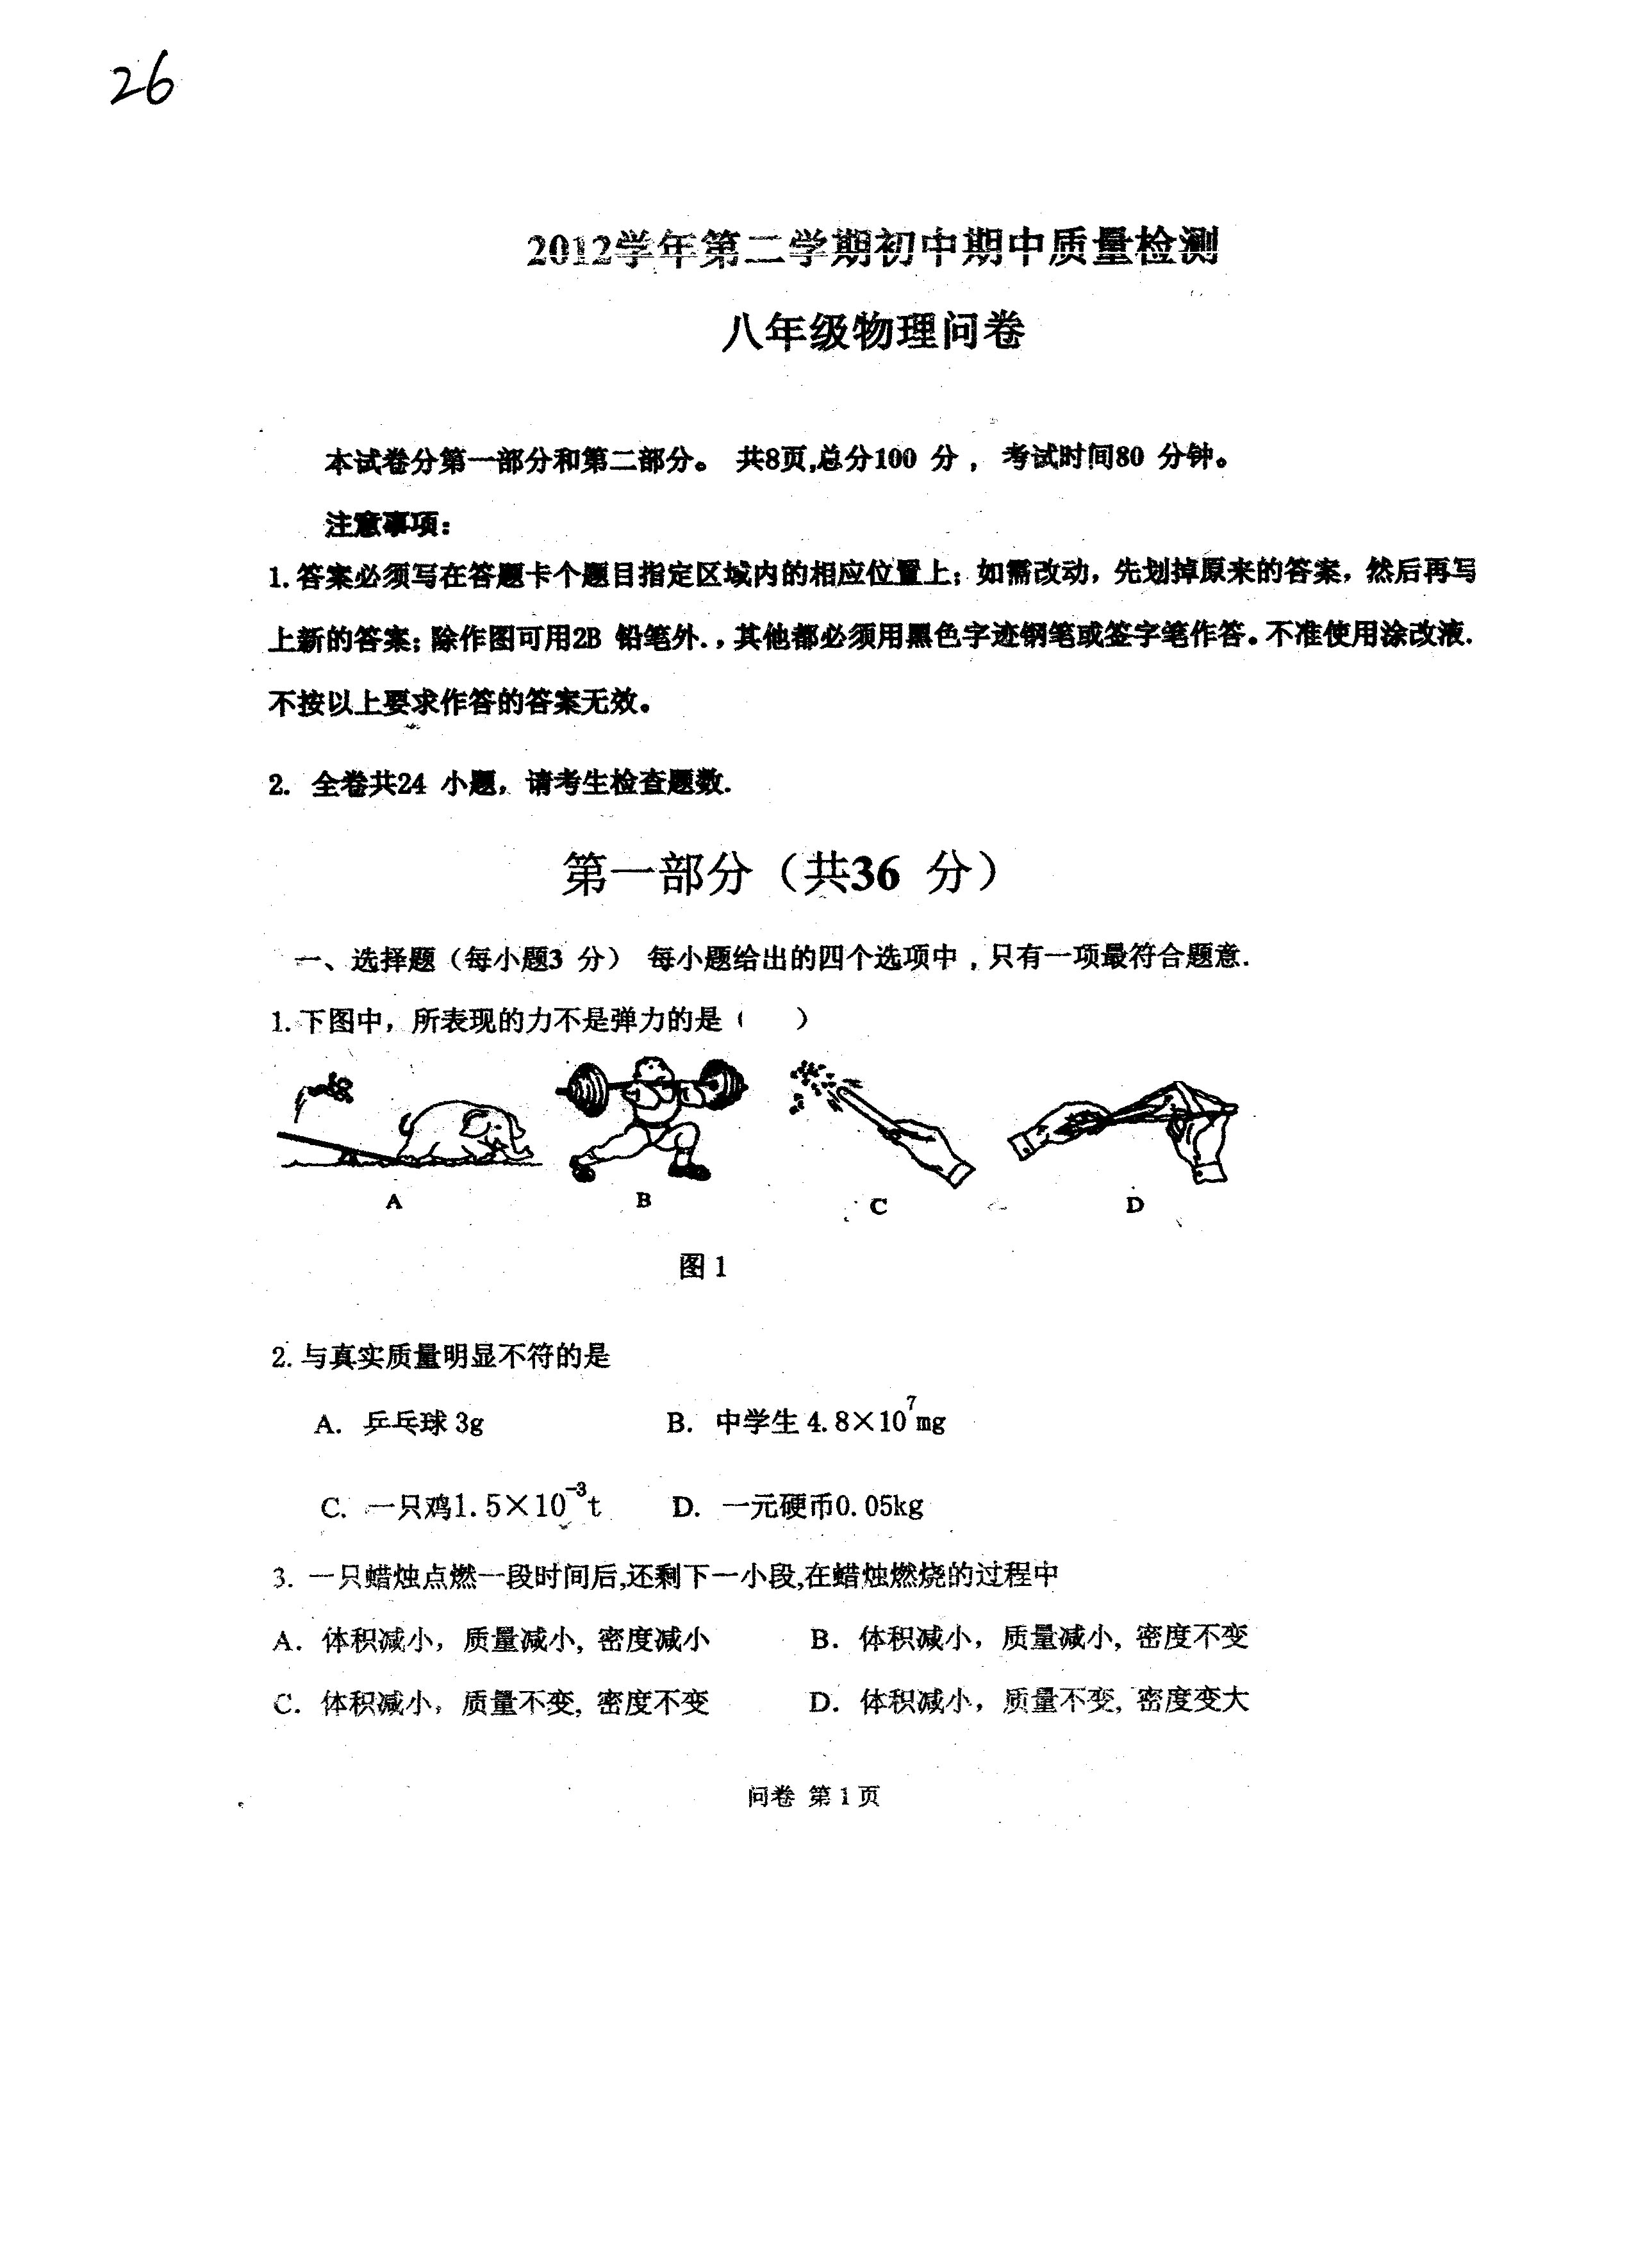 26
2012学年第二学期初中期中质量检测
八年级物理问卷
本试卷分第一部分和第二部分。 共8页,总分100 分， 考试时间80 分钟。
注意事项：
1.答案必须写在答题卡个题目指定区域内的相应位置上；如需改动，先划掉原来的答案，然后再写
上新的答案；除作图可用2B 铅笔外.，其他都必须用黑色字迹钢笔或签字笔作答。不准使用涂改液.
不按以上要求作答的答案无效。
2. 全卷共24 小题，请考生检查题数.
第一部分（共36 分）
一、选择题（每小题3 分） 每小题给出的四个选项中，只有一项最符合题意.
1.下图中，所表现的力不是弹力的是（ ）
A B C D
图 1
2.与真实质量明显不符的是
A. 乒乓球 3g B. 中学生 4.8×10⁷mg
C. 一只鸡1.5×10⁻³t D. 一元硬币0.05kg
3. 一只蜡烛点燃一段时间后,还剩下一小段,在蜡烛燃烧的过程中
A. 体积减小，质量减小, 密度减小 B. 体积减小，质量减小, 密度不变
C. 体积减小，质量不变, 密度不变 D. 体积减小，质量不变, 密度变大
问卷 第 1 页